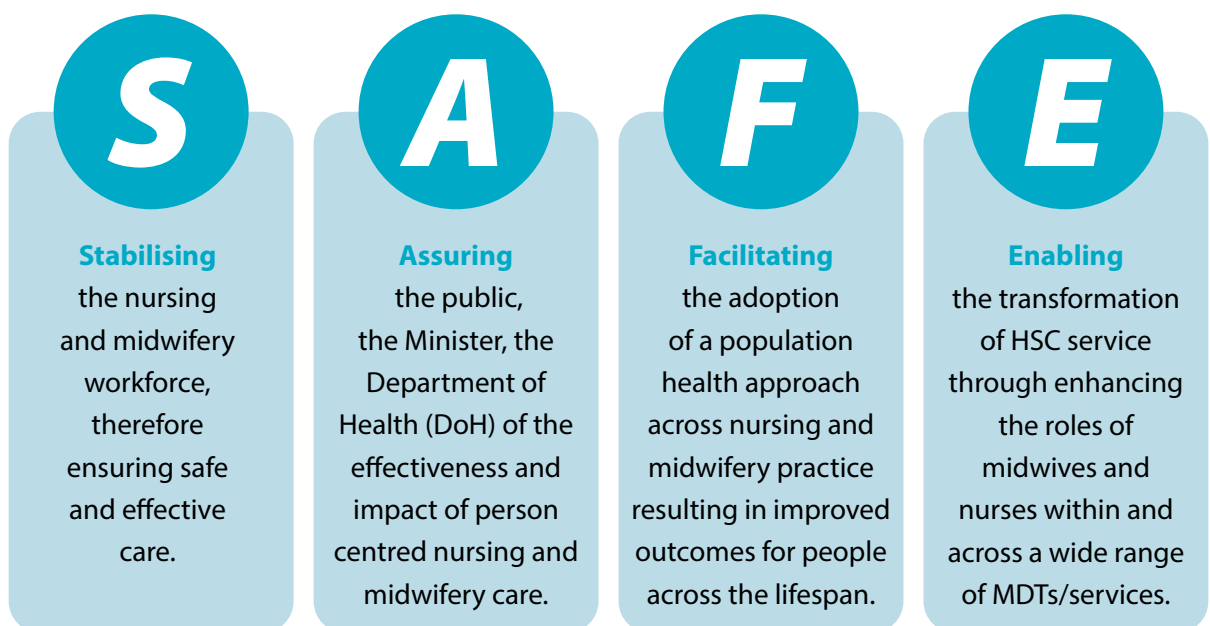 S
Stabilising
the nursing
and midwifery
workforce,
therefore
ensuring safe
and effective
care.
A
Assuring
the public,
the Minister, the
Department of
Health (DoH) of the
effectiveness and
impact of person
centred nursing and
midwifery care.
F
Facilitating
the adoption
of a population
health approach
across nursing and
midwifery practice
resulting in improved
outcomes for people
across the lifespan.
E
Enabling
the transformation
of HSC service
through enhancing
the roles of
midwives and
nurses within and
across a wide range
of MDTs/services.